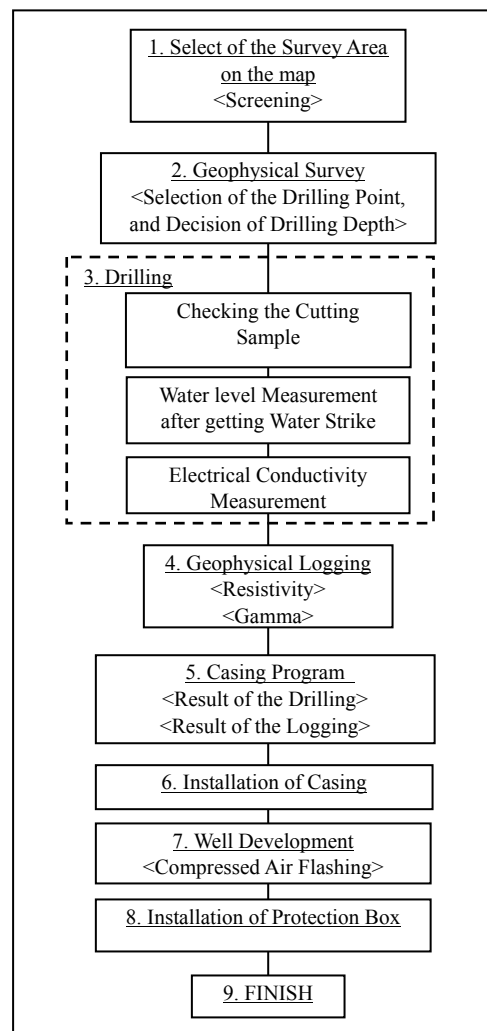 1. Select of the Survey Area
on the map
<Screening>
2. Geophysical Survey
<Selection of the Drilling Point,
and Decision of Drilling Depth>
3. Drilling
Checking the Cutting
Sample
Water level Measurement
after getting Water Strike
Electrical Conductivity
Measurement
4. Geophysical Logging
<Resistivity>
<Gamma>
5. Casing Program
<Result of the Drilling>
<Result of the Logging>
6. Installation of Casing
7. Well Development
<Compressed Air Flashing>
8. Installation of Protection Box
9. FINISH